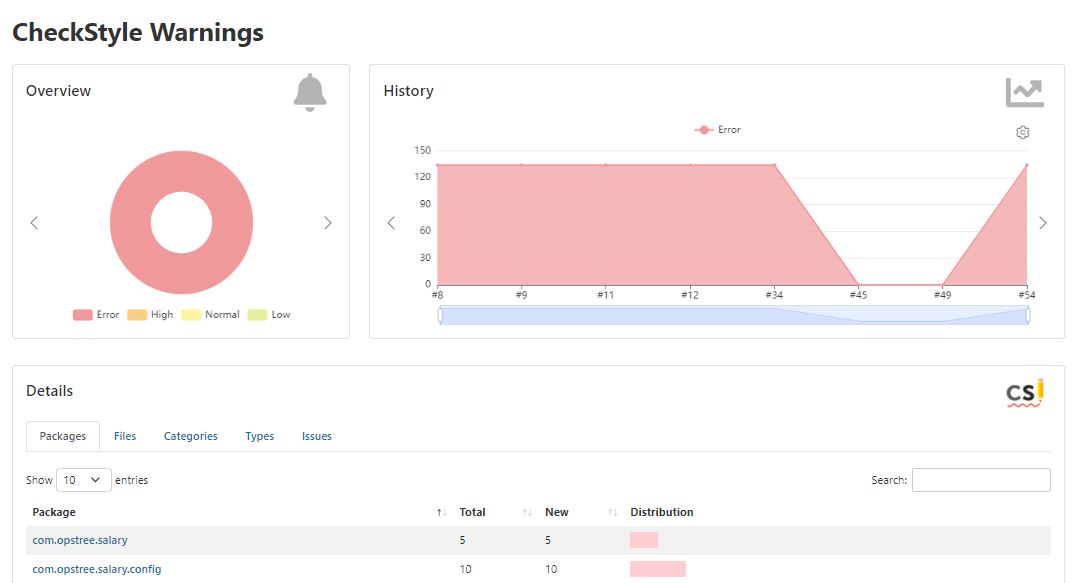 CheckStyle Warnings
Overview
Error High Normal Low
History
Error
150
120
90
60
30
0
#8 #9 #11 #12 #34 #45 #49 #54
Details
CS
Packages Files Categories Types Issues
Show 10 entries Search:
Package Total New Distribution
com.opstree.salary 5 5
com.opstree.salary.config 10 10